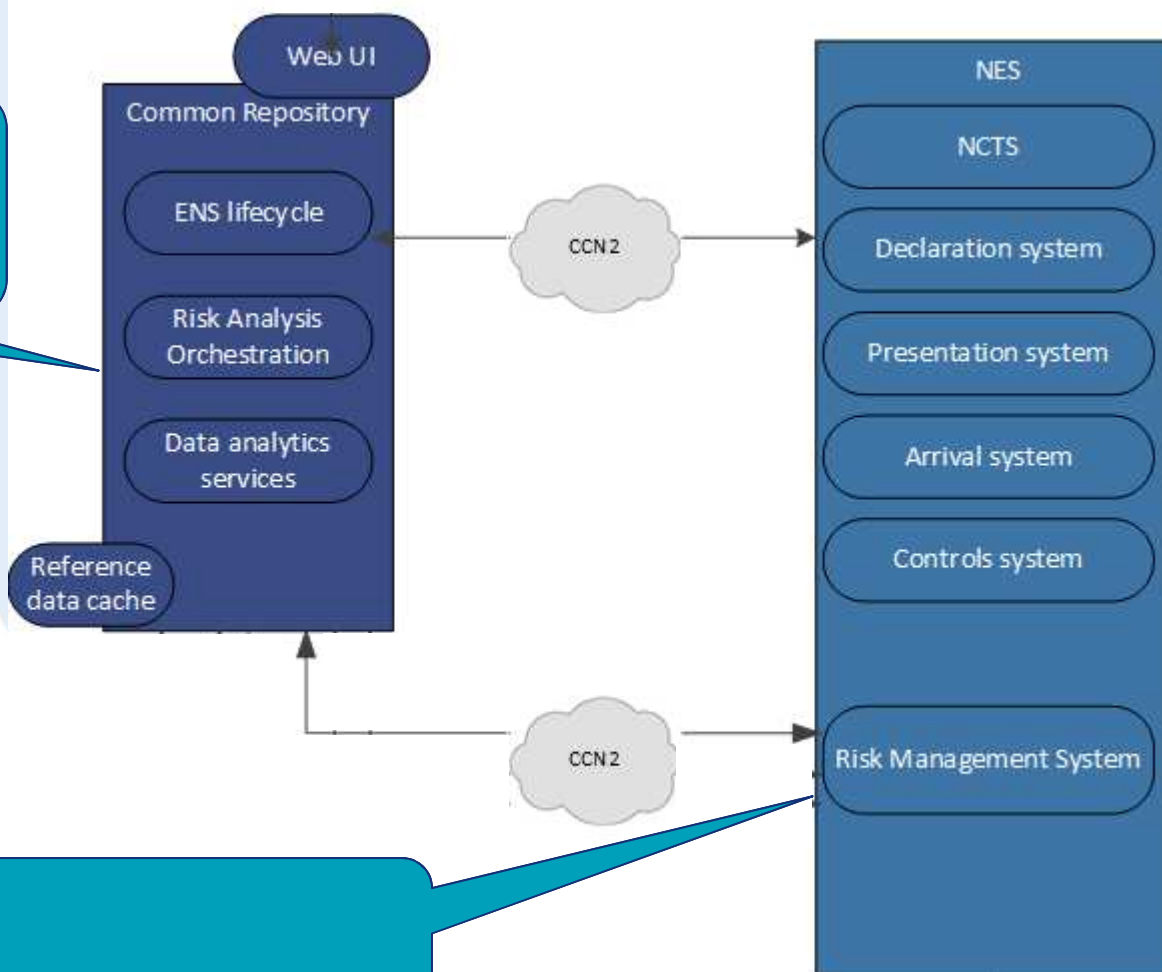 Web UI
Common Repository
ENS lifecycle
Risk Analysis
Orchestration
Data analytics
services
Reference
data cache
CCN2
CCN2
NES
NCTS
Declaration system
Presentation system
Arrival system
Controls system
Risk Management System